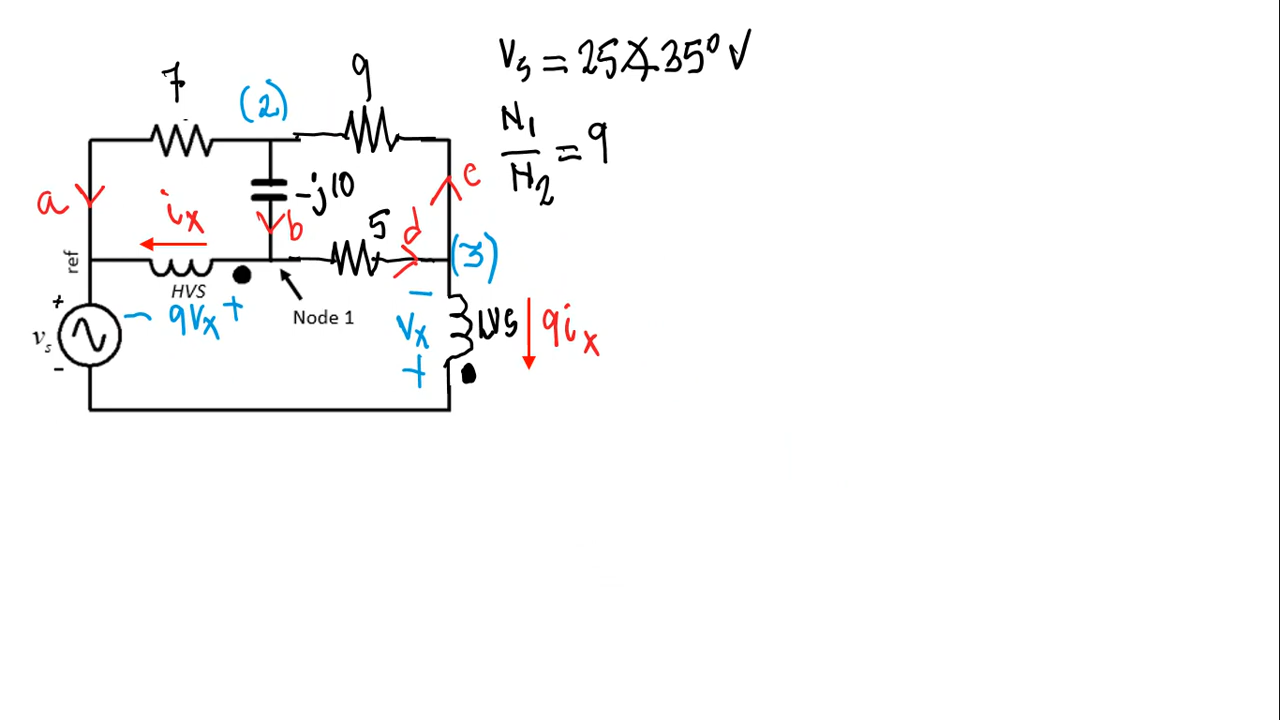 Vs = 25∡35° V
N1/N2 = 9
7
(2)
9
a
ix
-j10
b
5
d
(3)
c
ref
HVS
Node 1
+
vs
-
- 9Vx +
-
Vx
+
LVS
9ix